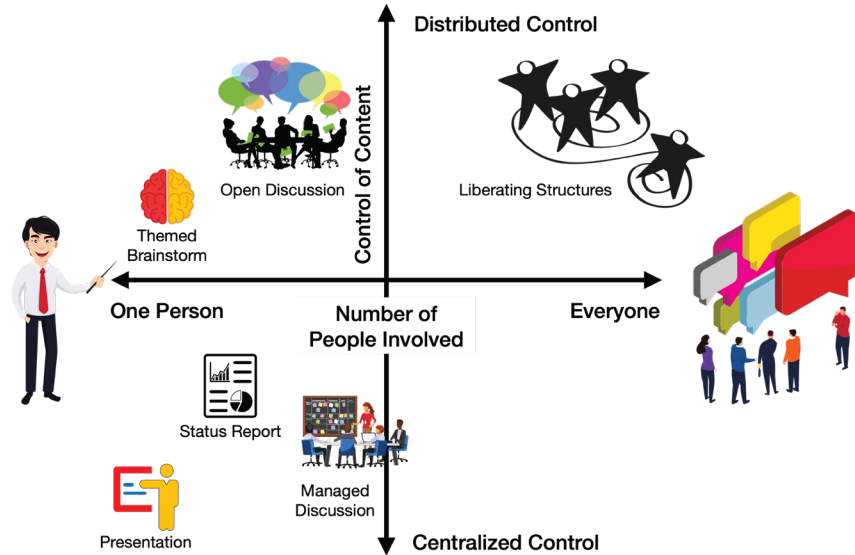 Distributed Control
Control of Content
Open Discussion
Liberating Structures
Themed
Brainstorm
One Person
Number of
People Involved
Everyone
Status Report
Managed
Discussion
Presentation
Centralized Control